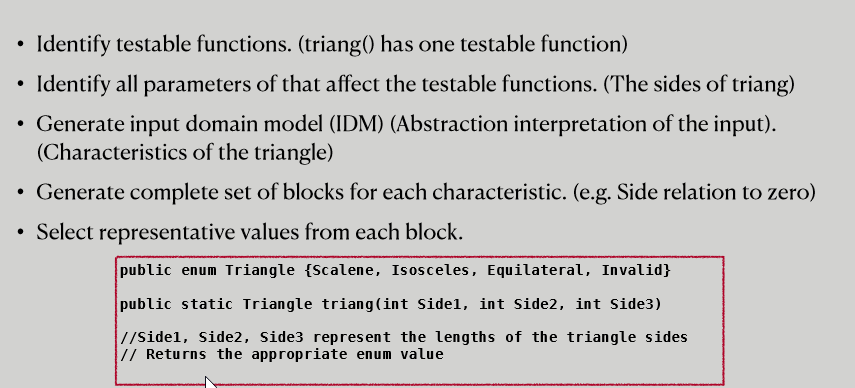 • Identify testable functions. (triang() has one testable function)
• Identify all parameters of that affect the testable functions. (The sides of triang)
• Generate input domain model (IDM) (Abstraction interpretation of the input).
(Characteristics of the triangle)
• Generate complete set of blocks for each characteristic. (e.g. Side relation to zero)
• Select representative values from each block.
public enum Triangle {Scalene, Isosceles, Equilateral, Invalid}
public static Triangle triang(int Side1, int Side2, int Side3)
//Side1, Side2, Side3 represent the lengths of the triangle sides
// Returns the appropriate enum value